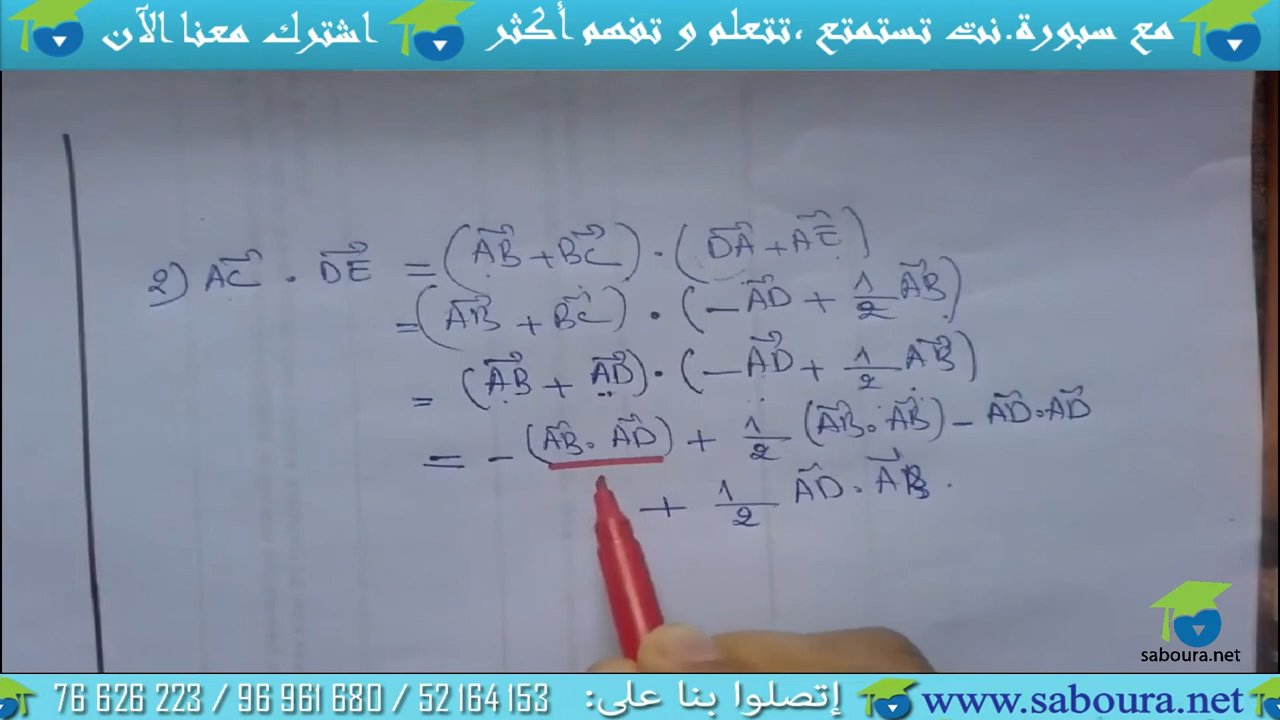 مع سبورة.نت تستمتع ،تتعلم و تفهم أكثر اشترك معنا الآن
2) AC⃗ . DE⃗ = (AB⃗ + BC⃗) · (DA⃗ + AE⃗)
= (AB⃗ + BC⃗) · (−AD⃗ + 1/2 AB⃗)
= (AB⃗ + AD⃗) · (−AD⃗ + 1/2 AB⃗)
= − (AB⃗ · AD⃗) + 1/2 (AB⃗ · AB⃗) − AD⃗ · AD⃗
+ 1/2 AD⃗ · AB⃗ .
saboura.net
www.saboura.net إتصلوا بنا على: 76 626 223 / 96 961 680 / 52 164 153